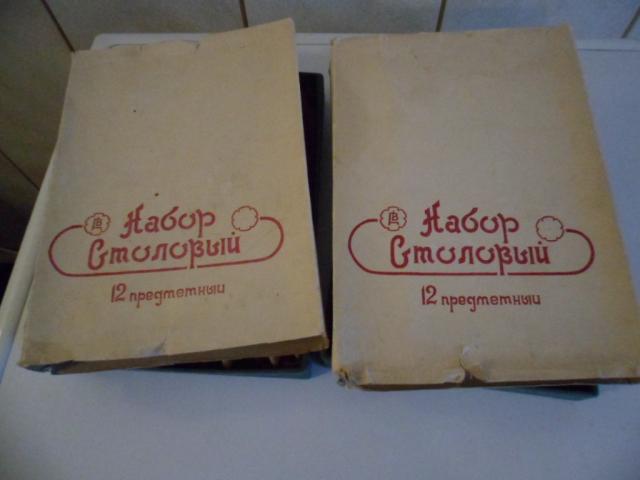 Набор
Столовый
12 предметный
Набор
Столовый
12 предметный